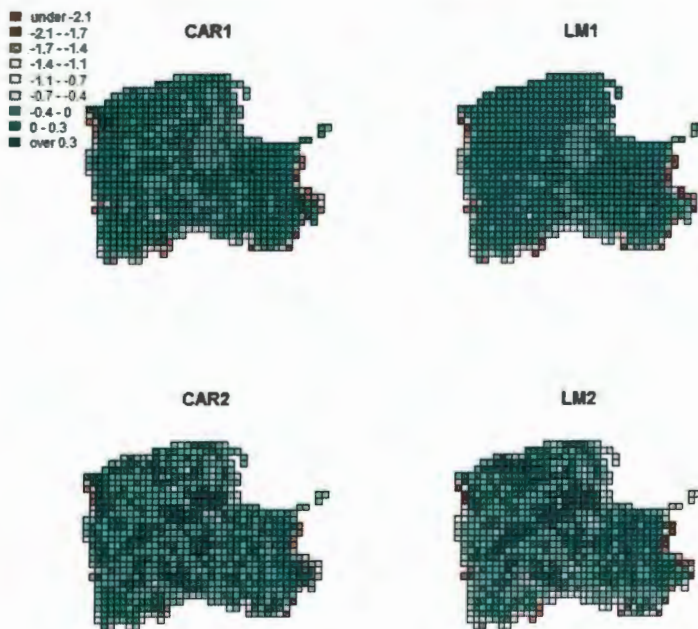 under -2.1
-2.1 - -1.7
-1.7 - -1.4
-1.4 - -1.1
-1.1 - -0.7
-0.7 - -0.4
-0.4 - 0
0 - 0.3
over 0.3
CAR1
LM1
CAR2
LM2